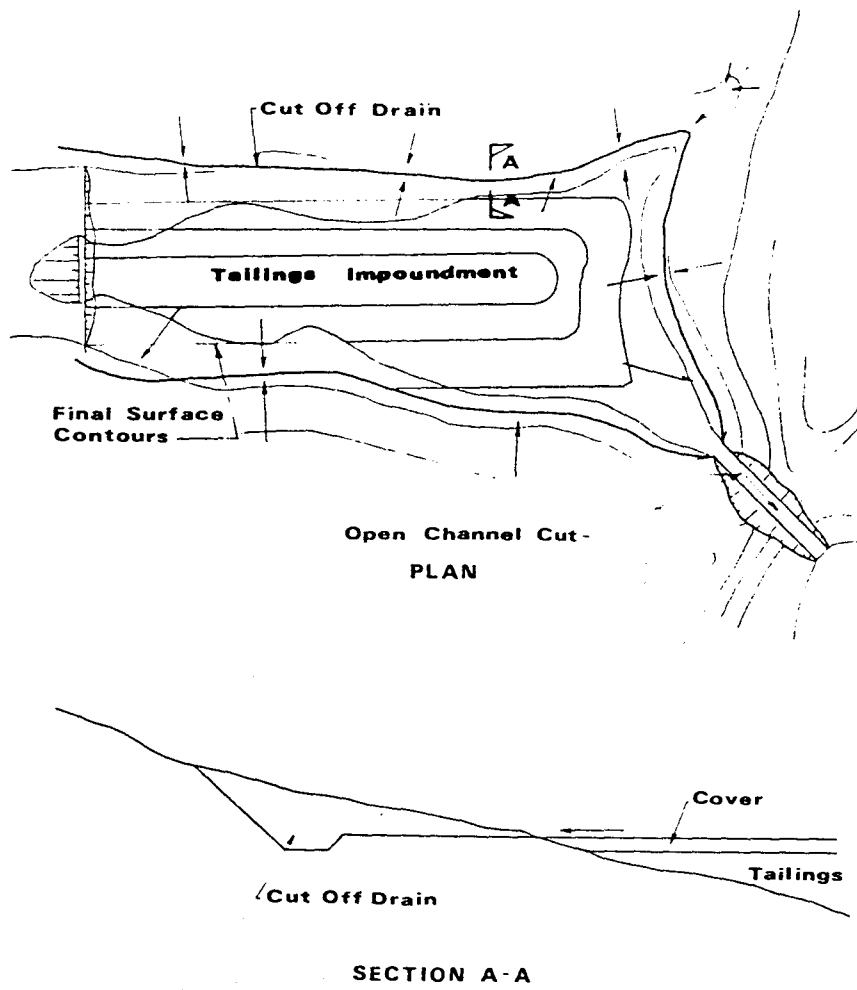 Cut Off Drain
A
A
Tailings Impoundment
Final Surface
Contours
Open Channel Cut-
PLAN
Cover
Tailings
Cut Off Drain
SECTION A-A